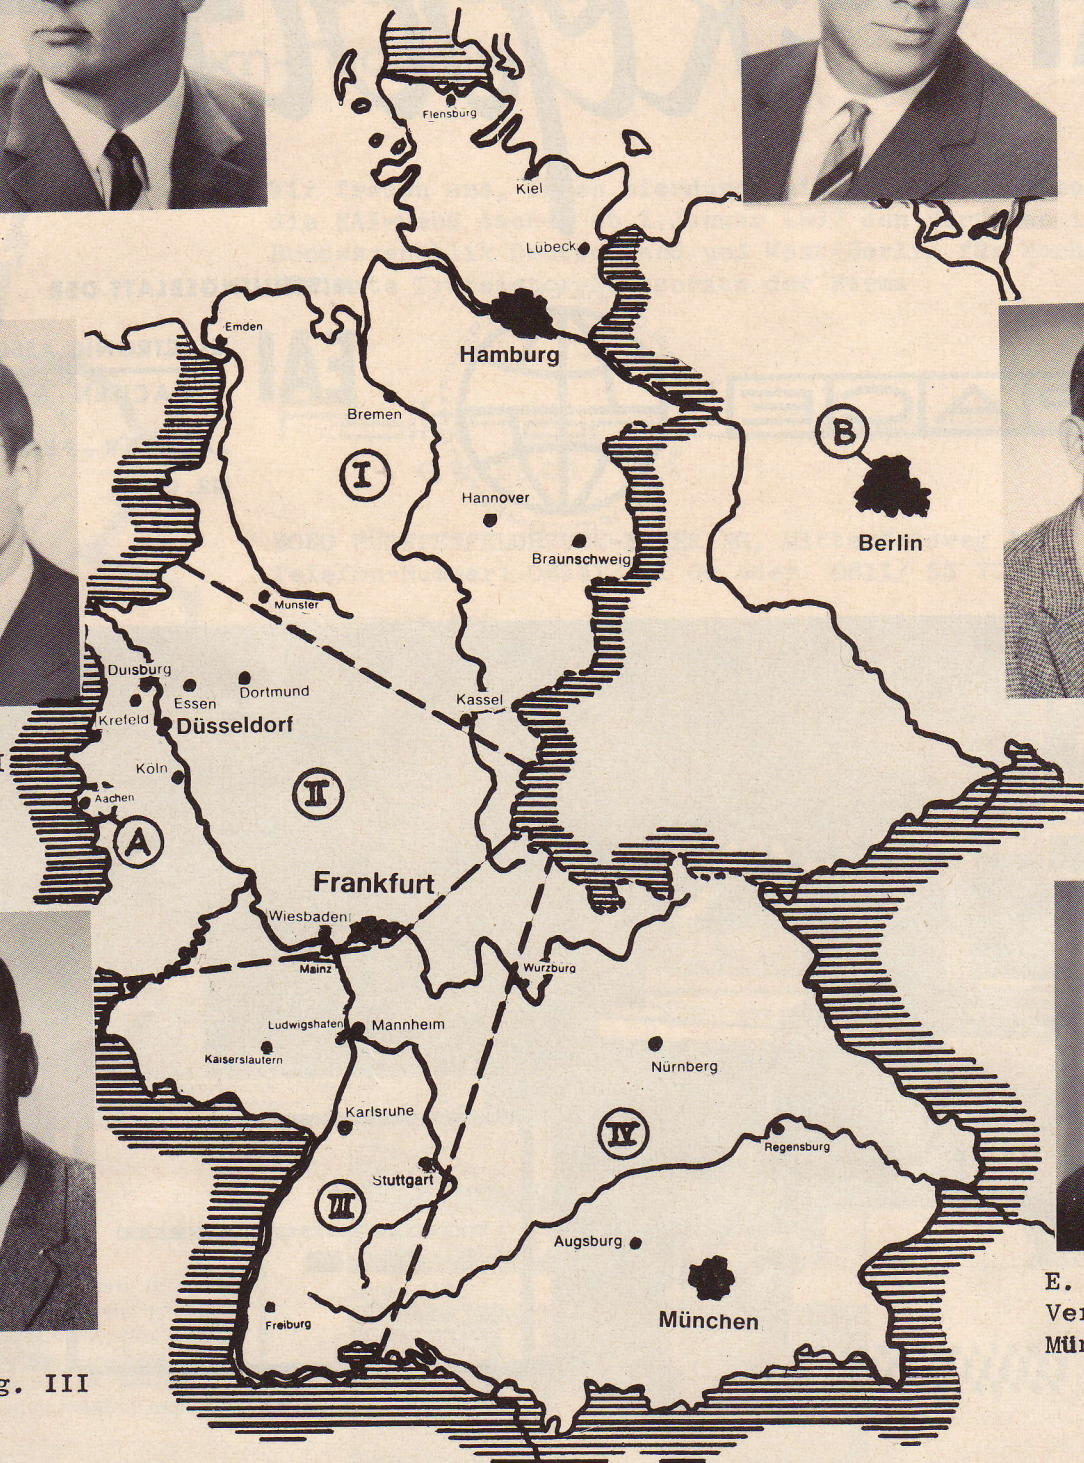 Flensburg
Kiel
Lübeck
Hamburg
Emden
Bremen
I
B
Hannover
Berlin
Braunschweig
Munster
Duisburg
Essen
Dortmund
Krefeld
Düsseldorf
Kassel
Köln
Aachen
II
A
Frankfurt
Wiesbaden
Mainz
Wurzburg
Ludwigshafen
Mannheim
Kaiserslautern
Nürnberg
Karlsruhe
IV
Regensburg
Stuttgart
III
Augsburg
München
Freiburg
E.
Ver
Mün
g. III